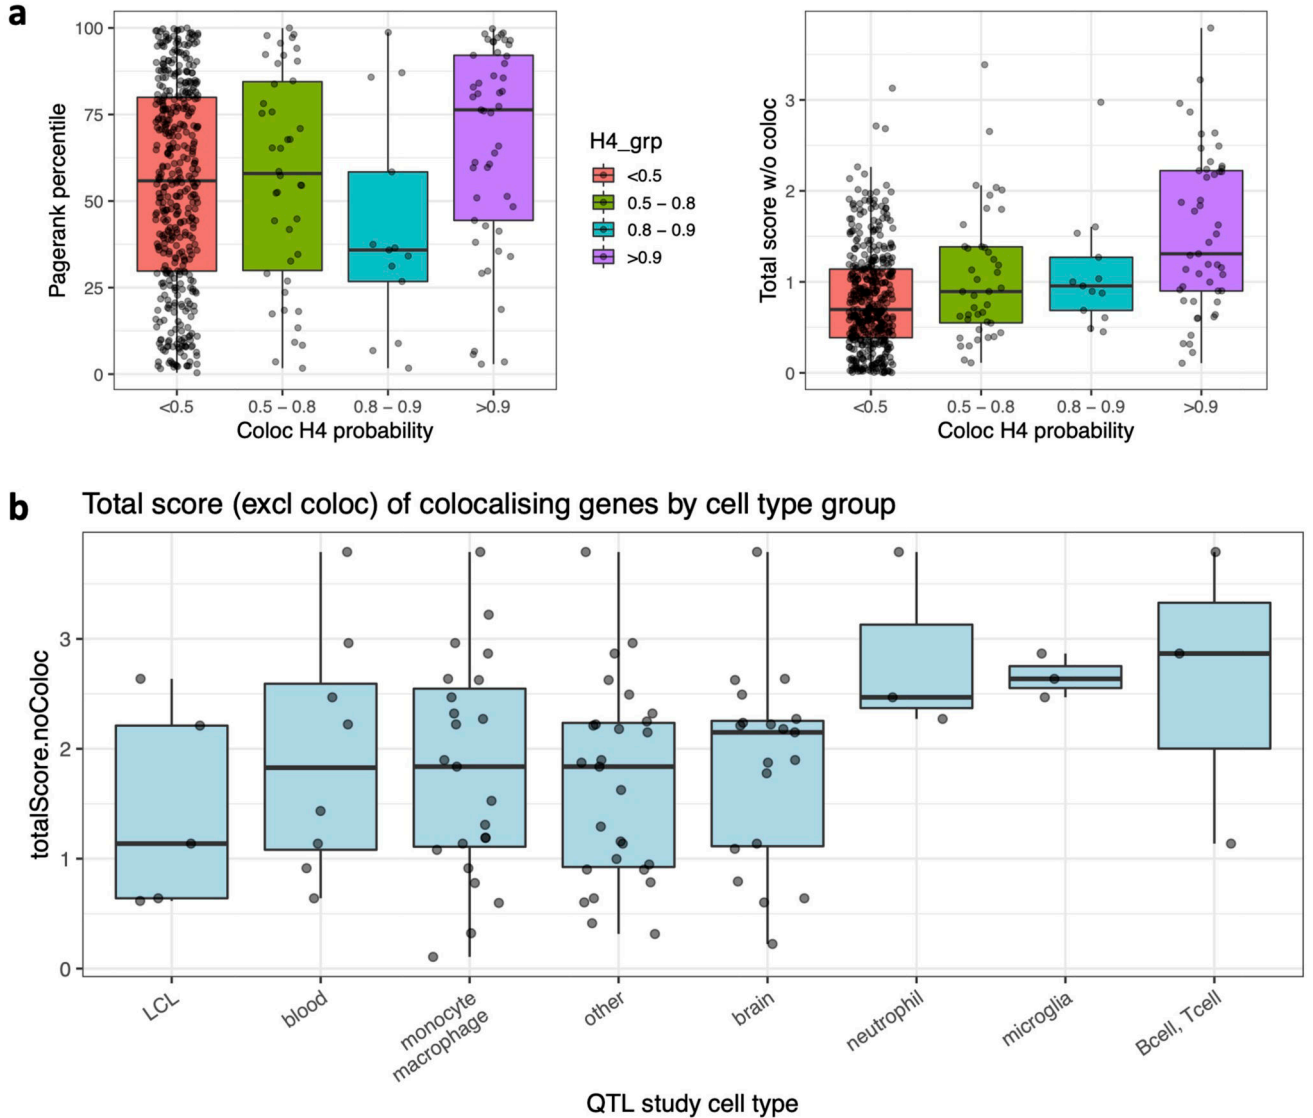 a
Pagerank percentile
100
75
50
25
0
<0.5
0.5 – 0.8
0.8 – 0.9
>0.9
Coloc H4 probability
H4_grp
<0.5
0.5 – 0.8
0.8 – 0.9
>0.9
Total score w/o coloc
3
2
1
0
<0.5
0.5 – 0.8
0.8 – 0.9
>0.9
Coloc H4 probability
b
Total score (excl coloc) of colocalising genes by cell type group
totalScore.noColoc
3
2
1
0
LCL
blood
monocyte
macrophage
other
brain
neutrophil
microglia
Bcell, Tcell
QTL study cell type